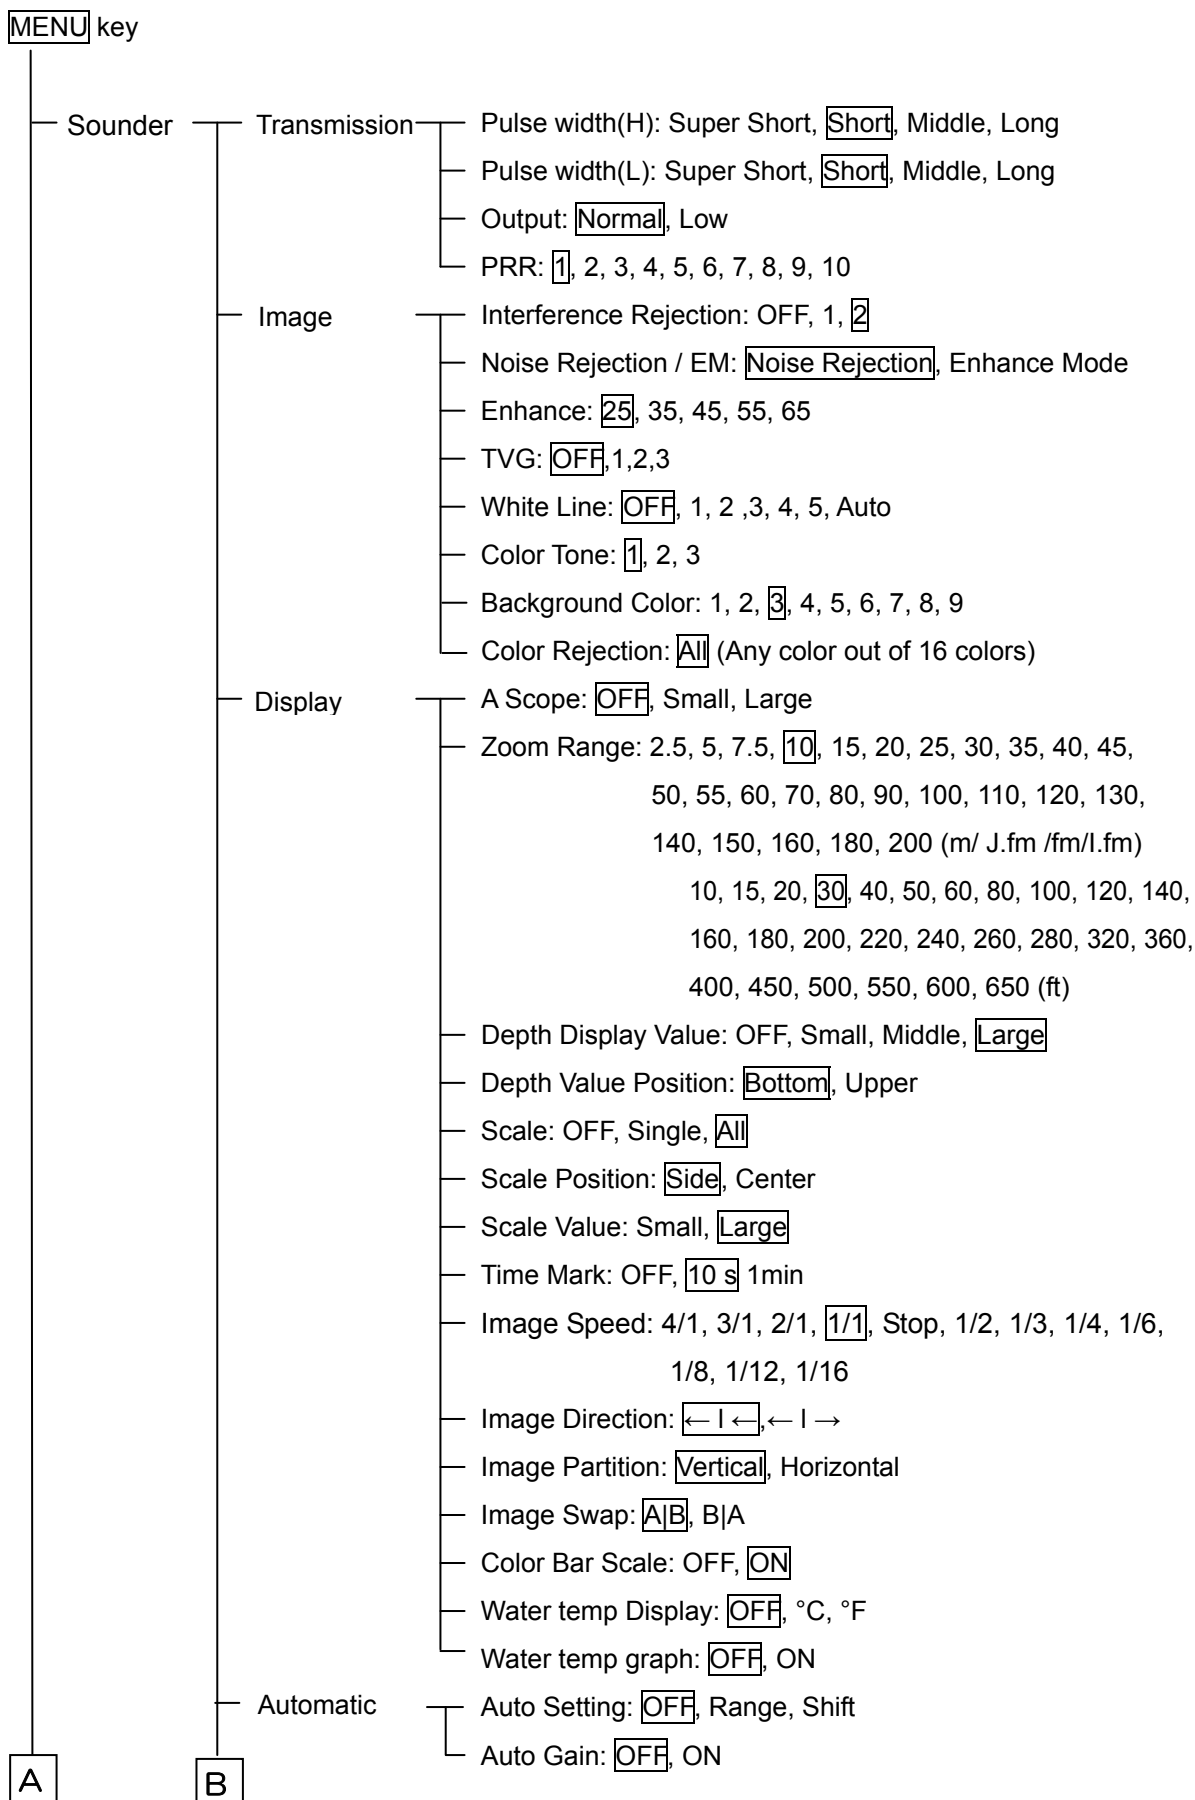 MENU key
Sounder Transmission Pulse width(H): Super Short, Short, Middle, Long
Pulse width(L): Super Short, Short, Middle, Long
Output: Normal, Low
PRR: 1, 2, 3, 4, 5, 6, 7, 8, 9, 10
Image Interference Rejection: OFF, 1, 2
Noise Rejection / EM: Noise Rejection, Enhance Mode
Enhance: 25, 35, 45, 55, 65
TVG: OFF,1,2,3
White Line: OFF, 1, 2 ,3, 4, 5, Auto
Color Tone: 1, 2, 3
Background Color: 1, 2, 3, 4, 5, 6, 7, 8, 9
Color Rejection: All (Any color out of 16 colors)
Display A Scope: OFF, Small, Large
Zoom Range: 2.5, 5, 7.5, 10, 15, 20, 25, 30, 35, 40, 45,
50, 55, 60, 70, 80, 90, 100, 110, 120, 130,
140, 150, 160, 180, 200 (m/ J.fm /fm/I.fm)
10, 15, 20, 30, 40, 50, 60, 80, 100, 120, 140,
160, 180, 200, 220, 240, 260, 280, 320, 360,
400, 450, 500, 550, 600, 650 (ft)
Depth Display Value: OFF, Small, Middle, Large
Depth Value Position: Bottom, Upper
Scale: OFF, Single, All
Scale Position: Side, Center
Scale Value: Small, Large
Time Mark: OFF, 10 s 1min
Image Speed: 4/1, 3/1, 2/1, 1/1, Stop, 1/2, 1/3, 1/4, 1/6,
1/8, 1/12, 1/16
Image Direction: ← I ←,← I →
Image Partition: Vertical, Horizontal
Image Swap: A|B, B|A
Color Bar Scale: OFF, ON
Water temp Display: OFF, °C, °F
Water temp graph: OFF, ON
Automatic Auto Setting: OFF, Range, Shift
Auto Gain: OFF, ON
A B